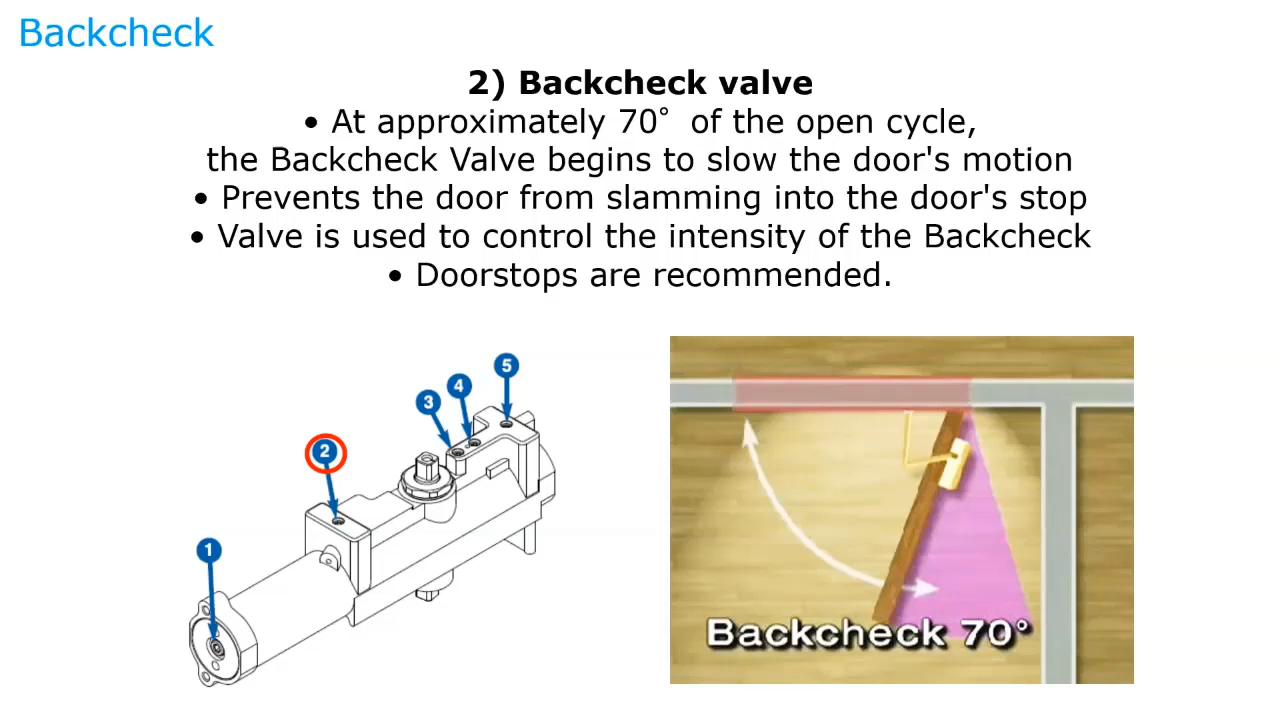 Backcheck
2) Backcheck valve
• At approximately 70° of the open cycle,
the Backcheck Valve begins to slow the door's motion
• Prevents the door from slamming into the door's stop
• Valve is used to control the intensity of the Backcheck
• Doorstops are recommended.
5
4
3
2
1
Backcheck 70°